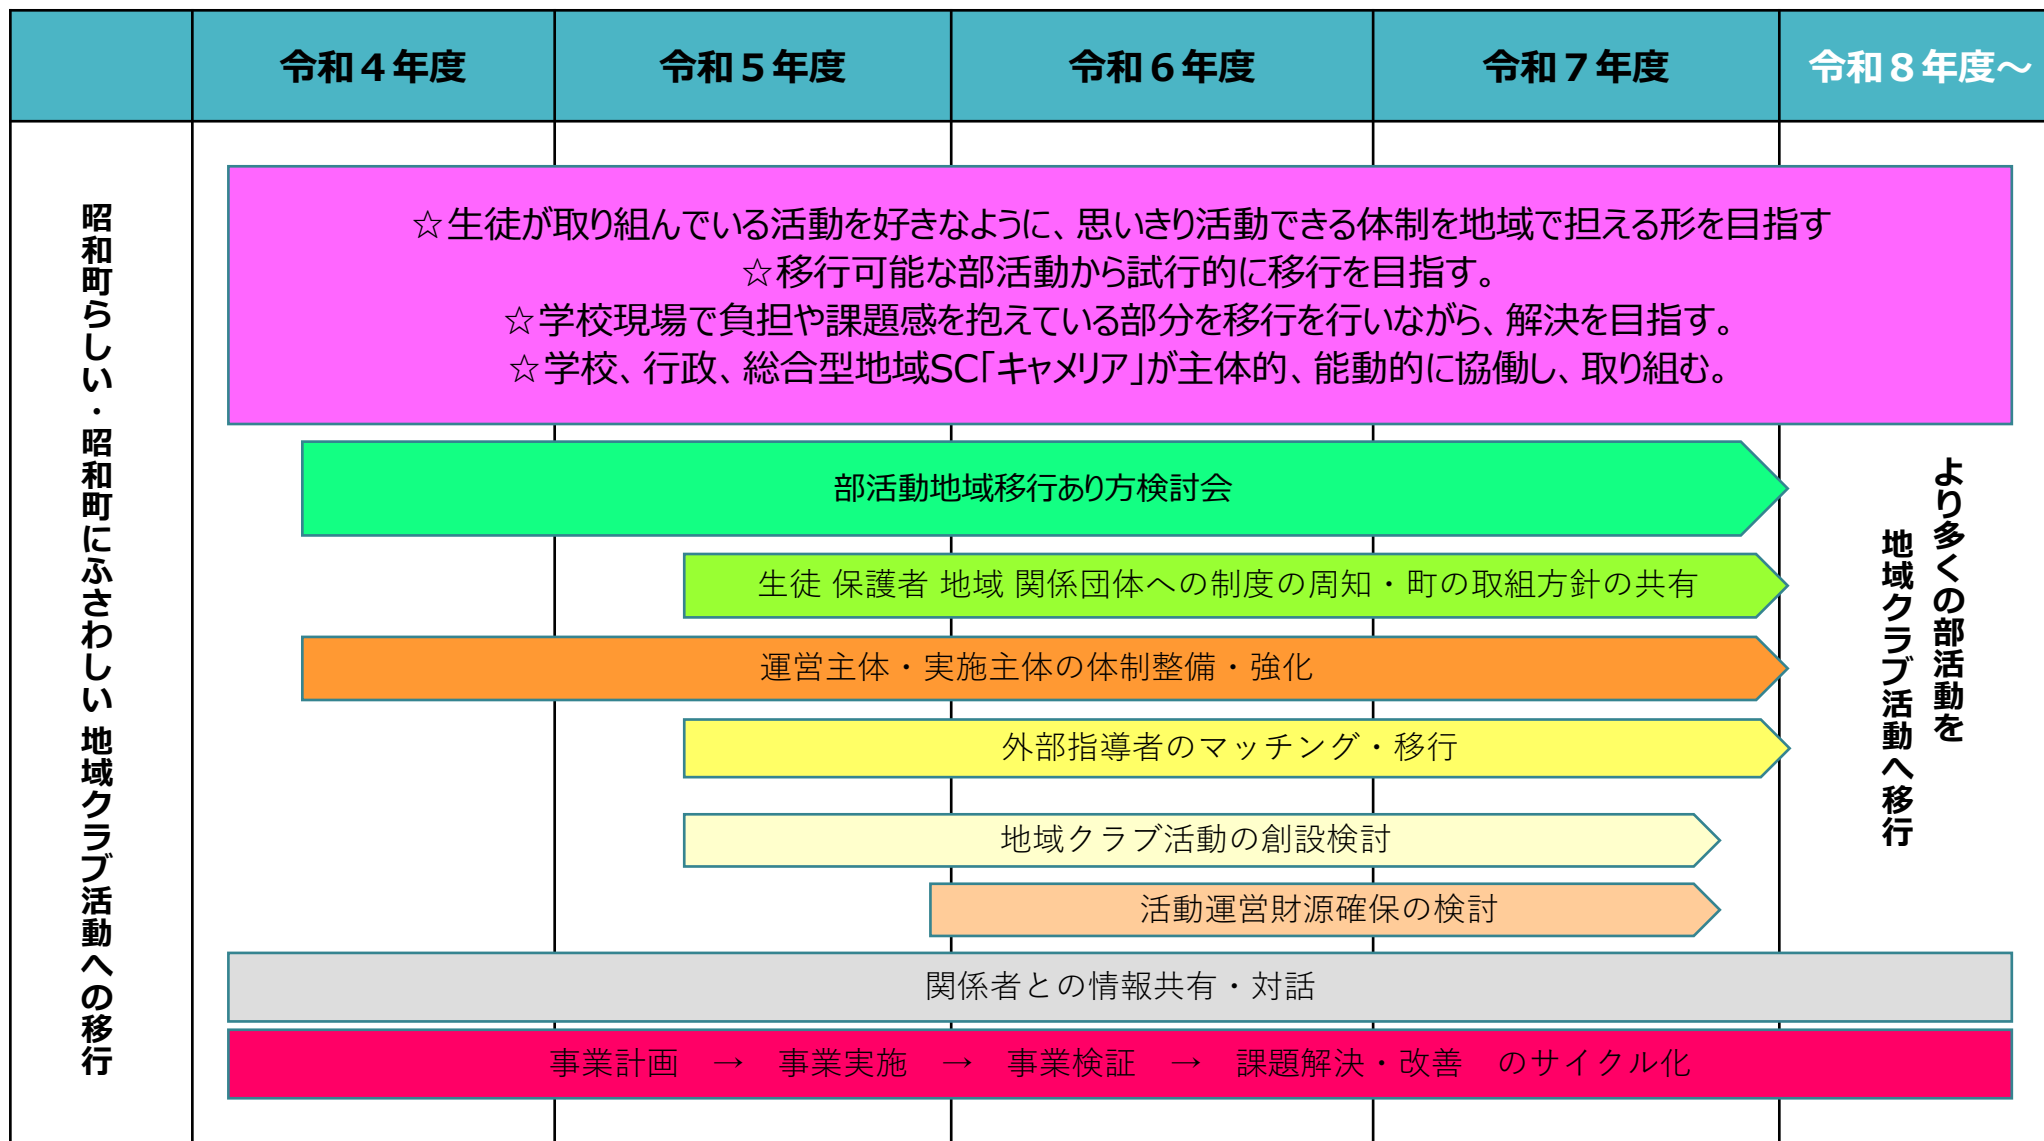 令和４年度
令和５年度
令和６年度
令和７年度
令和８年度～
昭和町らしい・昭和町にふさわしい 地域クラブ活動への移行
☆生徒が取り組んでいる活動を好きなように、思いきり活動できる体制を地域で担える形を目指す
☆移行可能な部活動から試行的に移行を目指す。
☆学校現場で負担や課題感を抱えている部分を移行を行いながら、解決を目指す。
☆学校、行政、総合型地域SC「キャメリア」が主体的、能動的に協働し、取り組む。
部活動地域移行あり方検討会
生徒 保護者 地域 関係団体への制度の周知・町の取組方針の共有
運営主体・実施主体の体制整備・強化
外部指導者のマッチング・移行
地域クラブ活動の創設検討
活動運営財源確保の検討
より多くの部活動を
地域クラブ活動へ移行
関係者との情報共有・対話
事業計画　→　事業実施　→　事業検証　→　課題解決・改善　のサイクル化